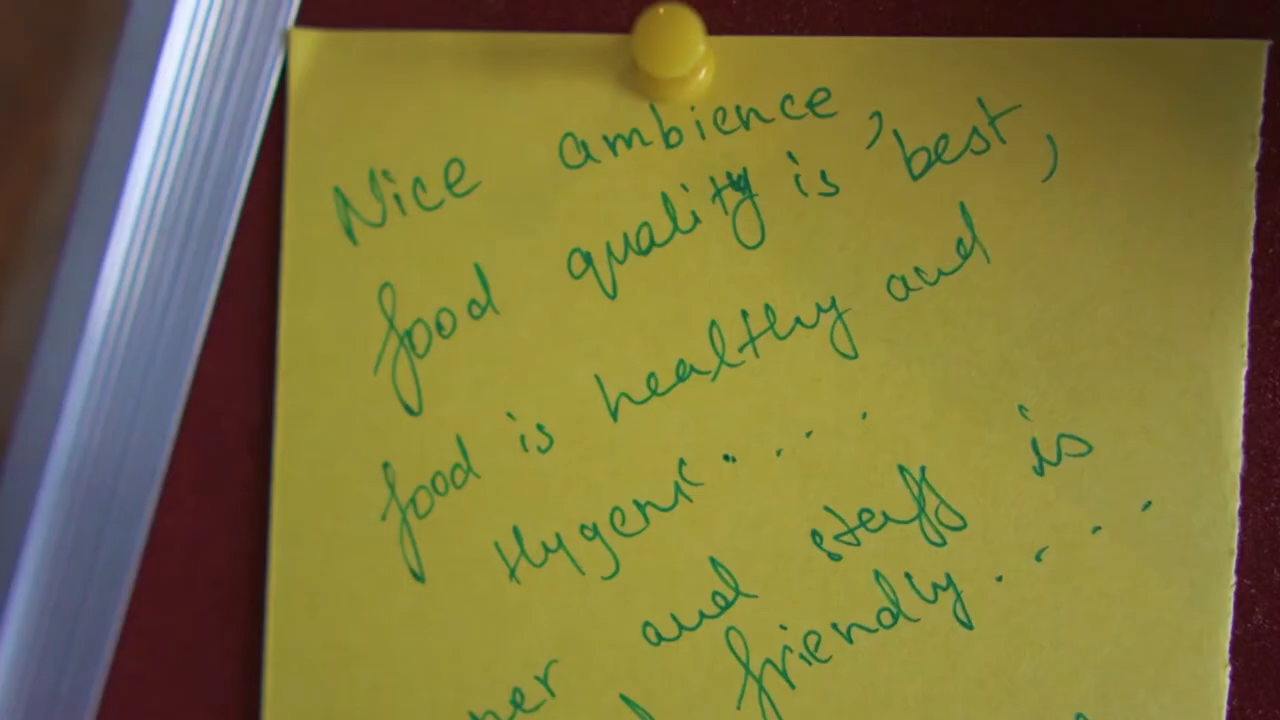 Nice ambience,
food quality is best,
food is healthy and
Hygenic....
and staff is
friendly....